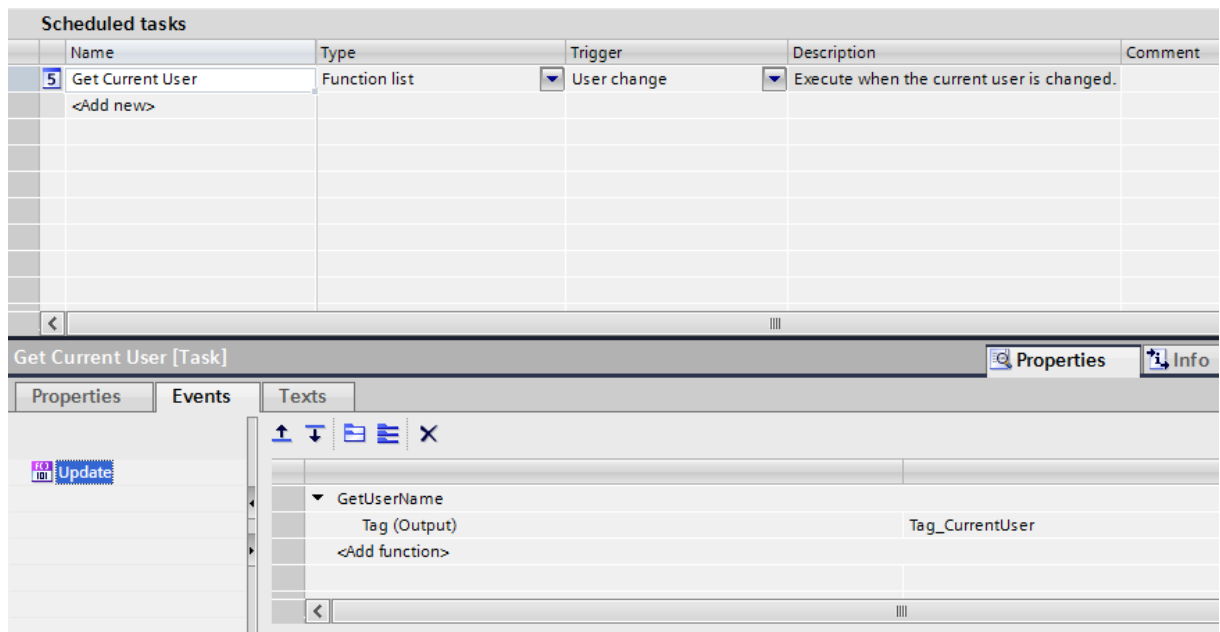 Scheduled tasks
Name Type Trigger Description Comment
5 Get Current User Function list User change Execute when the current user is changed.
<Add new>
Get Current User [Task] Properties Info
Properties Events Texts
Update
GetUserName
Tag (Output) Tag_CurrentUser
<Add function>